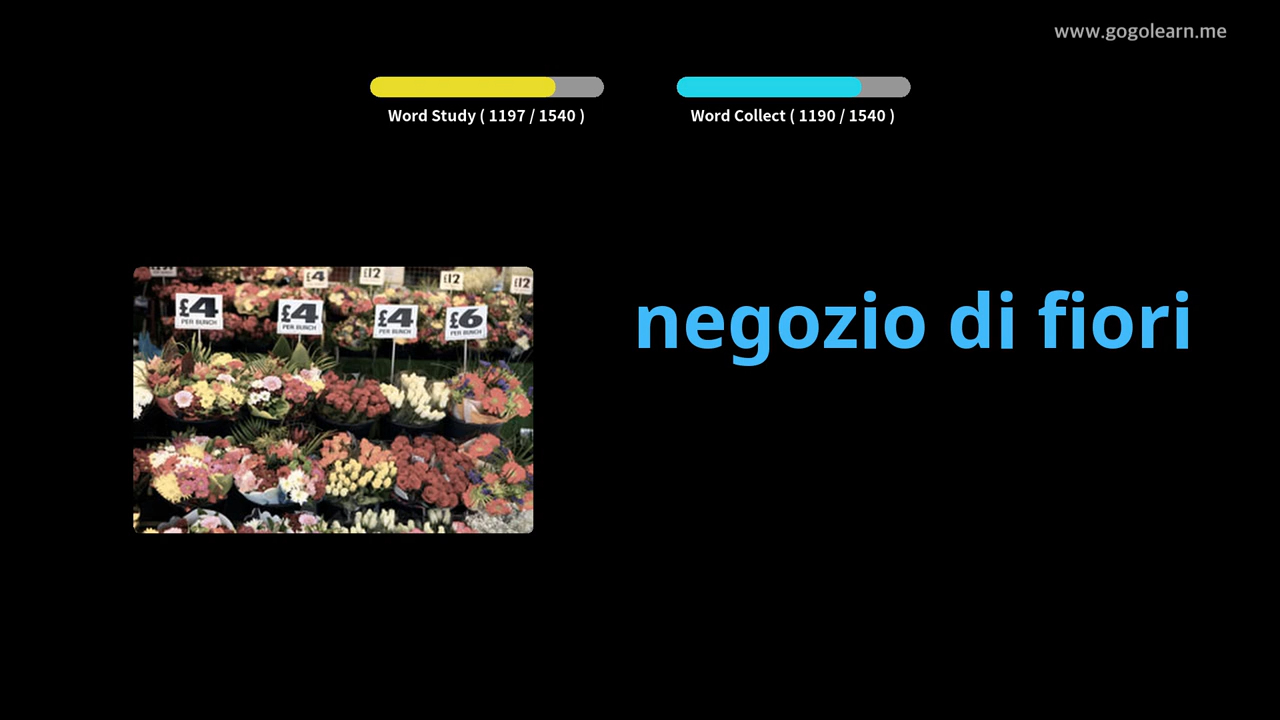 www.gogolearn.me
Word Study ( 1197 / 1540 )
Word Collect ( 1190 / 1540 )
negozio di fiori
£4
£12
£12
£12
£4
PER BUNCH
£4
PER BUNCH
£4
PER BUNCH
£6
PER BUNCH